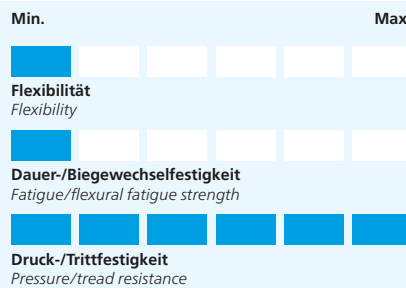 Min. Max
Flexibilität
Flexibility
Dauer-/Biegewechselfestigkeit
Fatigue/flexural fatigue strength
Druck-/Trittfestigkeit
Pressure/tread resistance